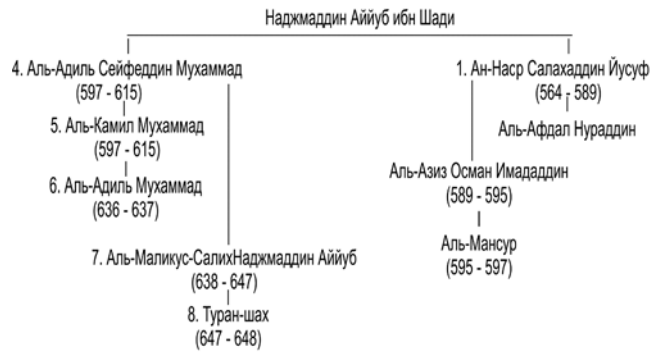 Наджмаддин Аййуб ибн Шади
4. Аль-Адиль Сейфеддин Мухаммад
(597 - 615)
5. Аль-Камил Мухаммад
(597 - 615)
6. Аль-Адиль Мухаммад
(636 - 637)
7. Аль-Маликус-СалихНаджмаддин Аййуб
(638 - 647)
8. Туран-шах
(647 - 648)
1. Ан-Наср Салахаддин Йусуф
(564 - 589)
Аль-Афдал Нураддин
Аль-Азиз Осман Имададдин
(589 - 595)
Аль-Мансур
(595 - 597)